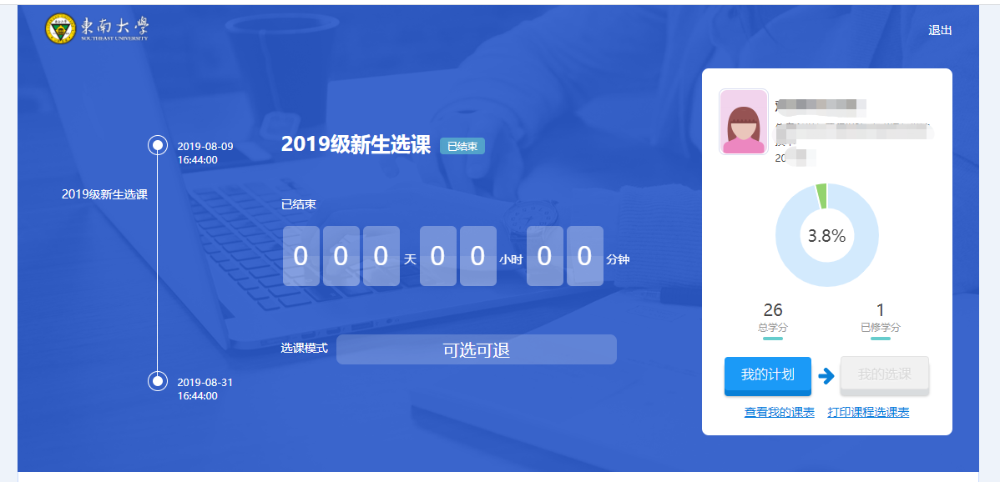 東南大學
SOUTHEAST UNIVERSITY
退出
2019-08-09
16:44:00
2019级新生选课
2019-08-31
16:44:00
2019级新生选课 已结束
已结束
0 0 0 天 0 0 小时 0 0 分钟
选课模式 可选可退
20
3.8%
26
总学分
1
已修学分
我的计划
我的选课
查看我的课表 打印课程选课表